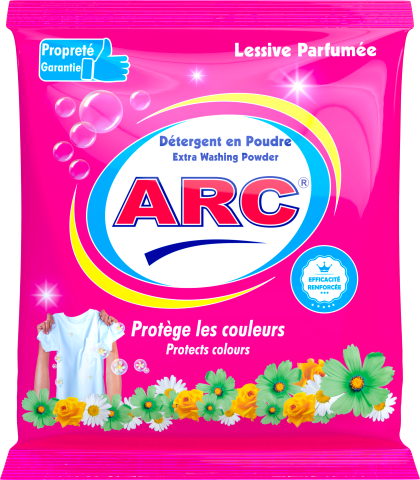 Propreté
Garantie
Lessive Parfumée
Détergent en Poudre
Extra Washing Powder
ARC®
EFFICACITÉ
RENFORCÉE
Protège les couleurs
Protects colours